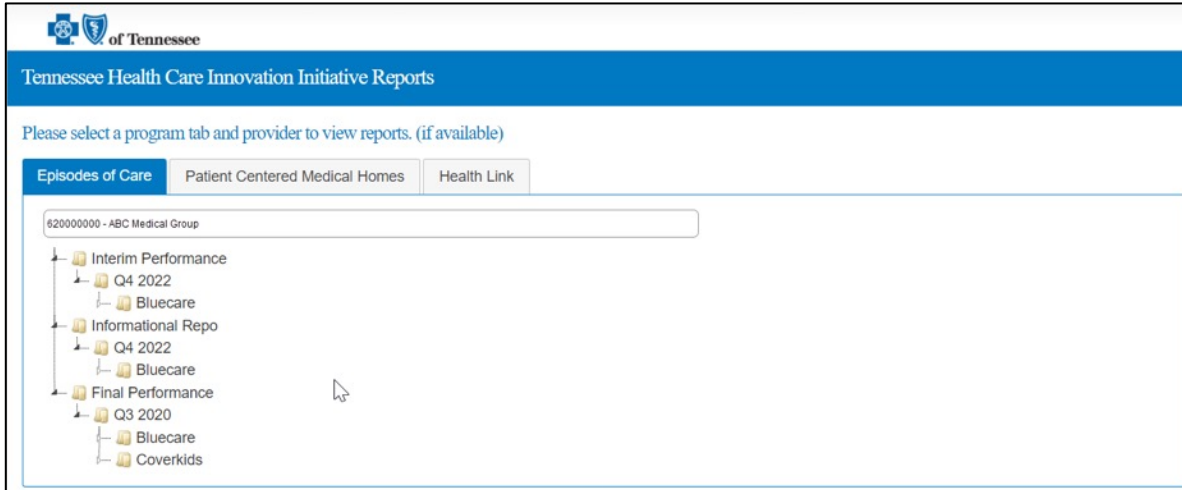 of Tennessee
Tennessee Health Care Innovation Initiative Reports
Please select a program tab and provider to view reports. (if available)
Episodes of Care Patient Centered Medical Homes Health Link
620000000 - ABC Medical Group
Interim Performance
Q4 2022
Bluecare
Informational Repo
Q4 2022
Bluecare
Final Performance
Q3 2020
Bluecare
Coverkids